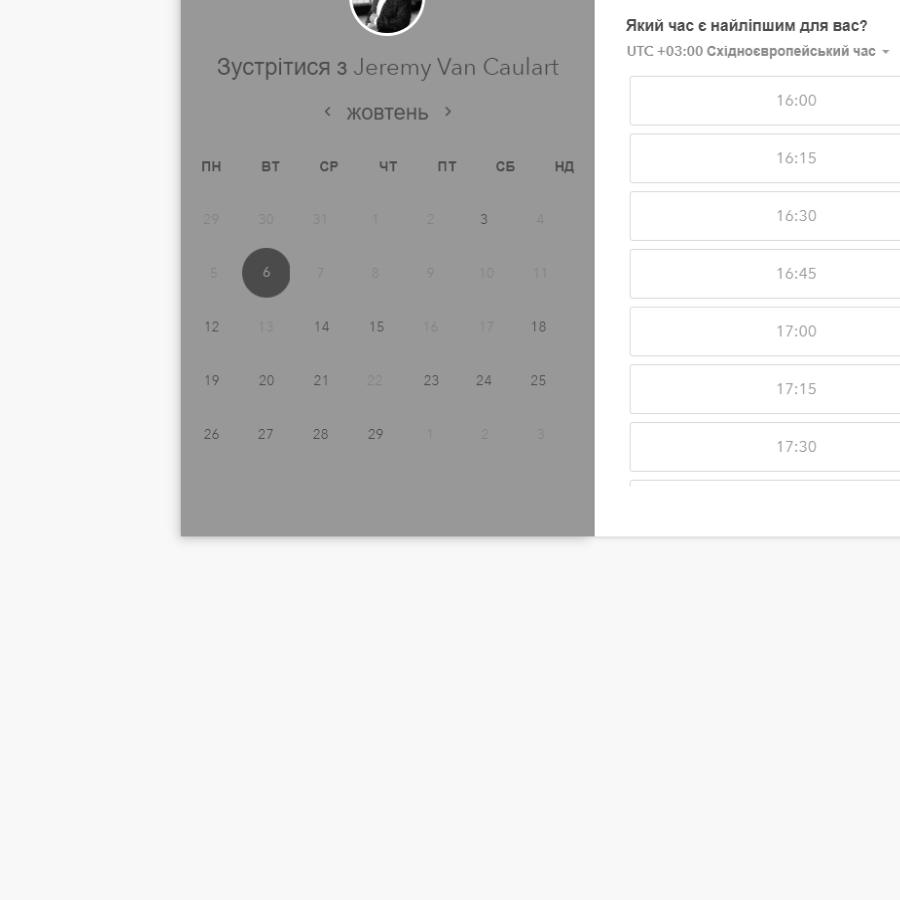 Зустрітися з Jeremy Van Caulart
жовтень
ПН ВТ СР ЧТ ПТ СБ НД
29 30 31 1 2 3 4
5 6 7 8 9 10 11
12 13 14 15 16 17 18
19 20 21 22 23 24 25
26 27 28 29 1 2 3
Який час є найліпшим для вас?
UTC +03:00 Східноєвропейський час
16:00
16:15
16:30
16:45
17:00
17:15
17:30